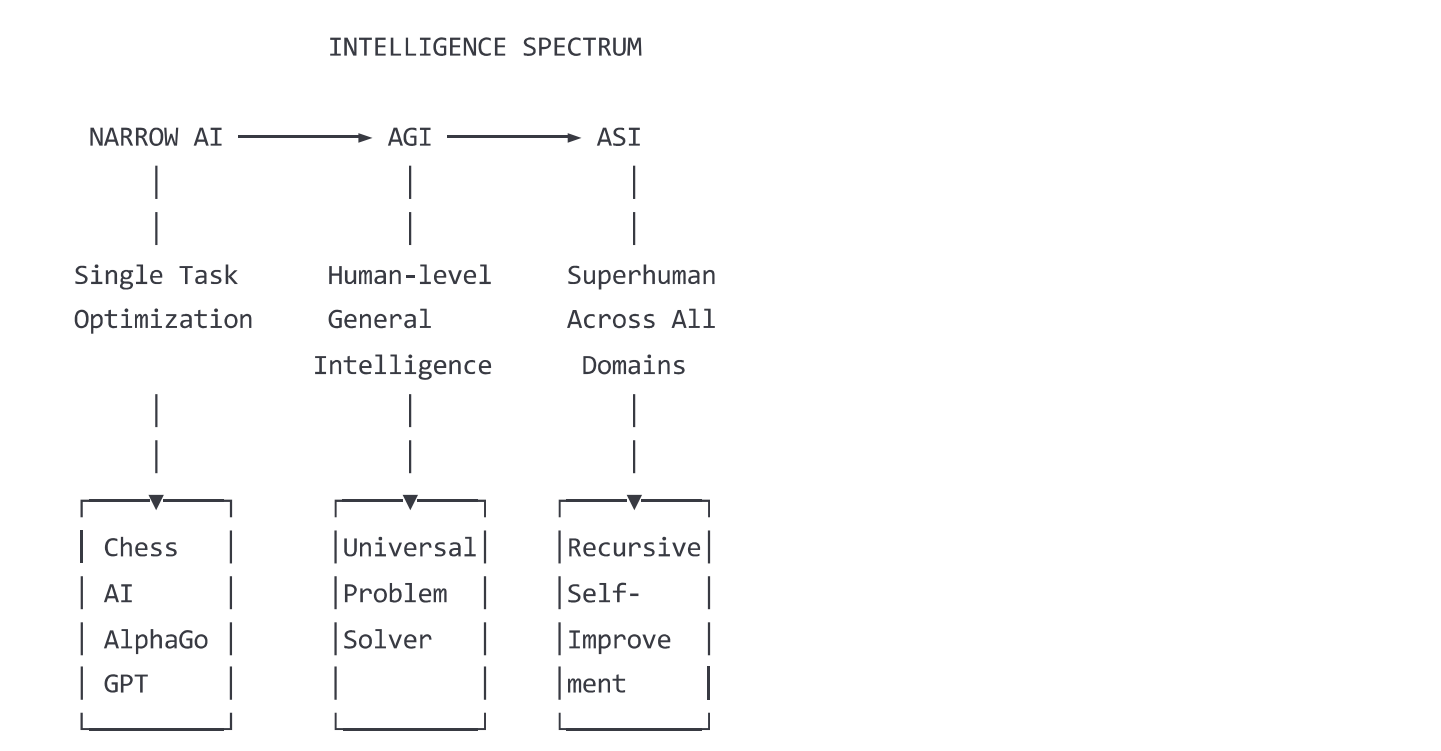 INTELLIGENCE SPECTRUM
NARROW AI AGI ASI
Single Task Human-level Superhuman
Optimization General Across All
Intelligence Domains
Chess Universal Recursive
AI Problem Self-
AlphaGo Solver Improve
GPT ment